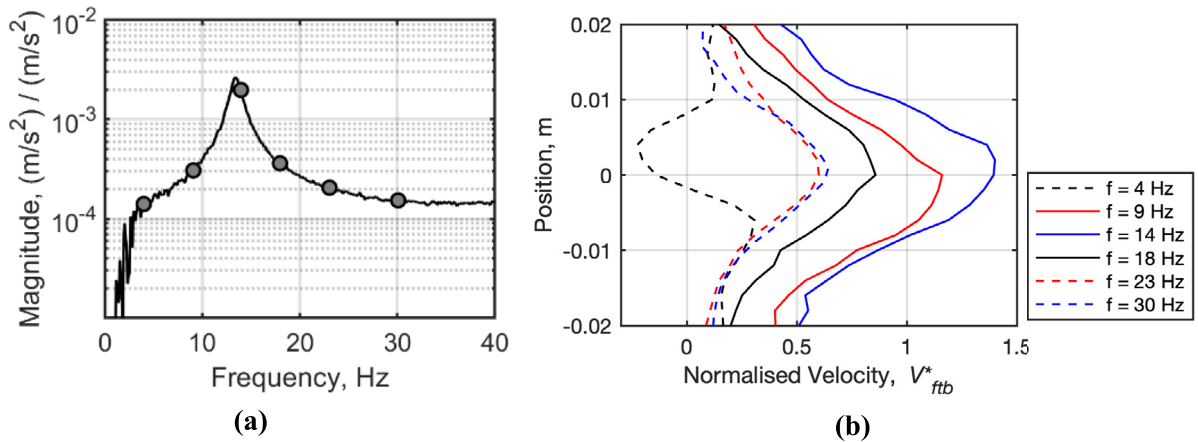 Magnitude, (m/s²) / (m/s²)
10⁻²
10⁻³
10⁻⁴
0 10 20 30 40
Frequency, Hz
(a)
Position, m
0.02
0.01
0
-0.01
-0.02
0 0.5 1 1.5
Normalised Velocity, V*ftb
(b)
f = 4 Hz
f = 9 Hz
f = 14 Hz
f = 18 Hz
f = 23 Hz
f = 30 Hz